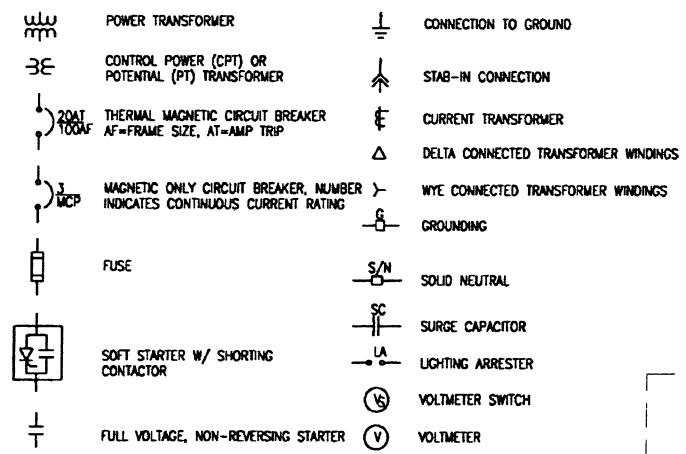 POWER TRANSFORMER
CONTROL POWER (CPT) OR
POTENTIAL (PT) TRANSFORMER
20AT
100AF
THERMAL MAGNETIC CIRCUIT BREAKER
AF=FRAME SIZE, AT=AMP TRIP
3
MCP
MAGNETIC ONLY CIRCUIT BREAKER, NUMBER
INDICATES CONTINUOUS CURRENT RATING
FUSE
SOFT STARTER W/ SHORTING
CONTACTOR
FULL VOLTAGE, NON-REVERSING STARTER
CONNECTION TO GROUND
STAB-IN CONNECTION
CURRENT TRANSFORMER
DELTA CONNECTED TRANSFORMER WINDINGS
WYE CONNECTED TRANSFORMER WINDINGS
G
GROUNDING
S/N
SOLID NEUTRAL
SC
SURGE CAPACITOR
LA
LIGHTING ARRESTER
VS
VOLTMETER SWITCH
V
VOLTMETER